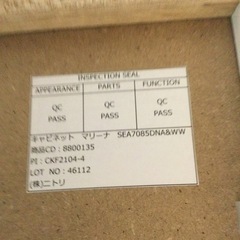 INSPECTION SEAL
APPEARANCE PARTS FUNCTION
QC QC QC
PASS PASS PASS
キャビネット マリーナ SEA7085DNA&WW
商品CD：8800135
PI：CKF2104-4
LOT NO：46112
(株)ニトリ